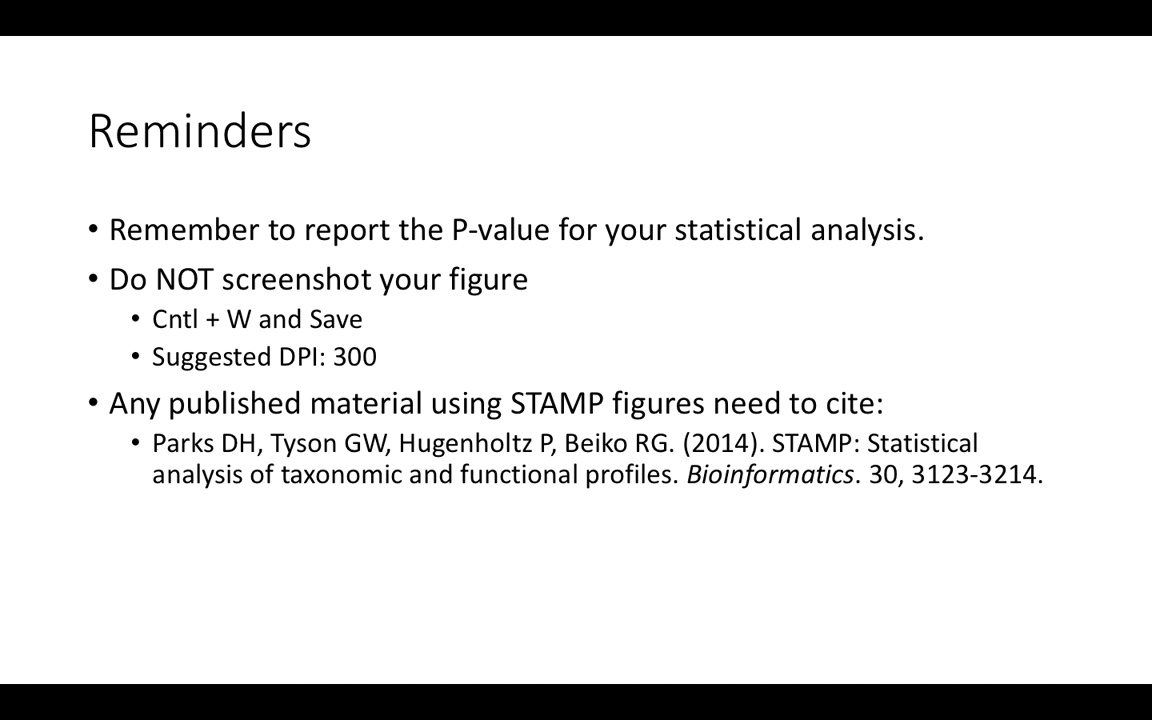 Reminders
• Remember to report the P-value for your statistical analysis.
• Do NOT screenshot your figure
• Cntl + W and Save
• Suggested DPI: 300
• Any published material using STAMP figures need to cite:
• Parks DH, Tyson GW, Hugenholtz P, Beiko RG. (2014). STAMP: Statistical
analysis of taxonomic and functional profiles. Bioinformatics. 30, 3123-3214.